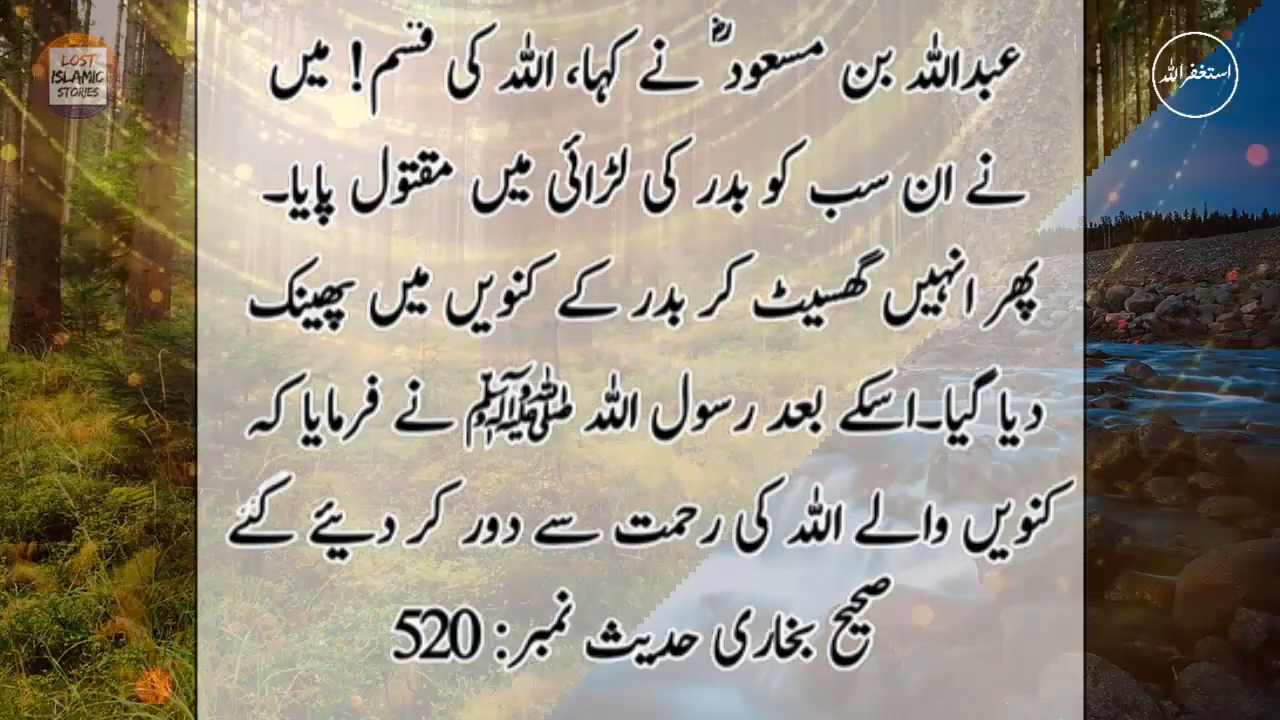 LOST
ISLAMIC
STORIES
استغفراللہ
عبداللہ بن مسعودؓ نے کہا، اللہ کی قسم! میں
نے ان سب کو بدر کی لڑائی میں مقتول پایا۔
پھر انہیں گھسیٹ کر بدر کے کنویں میں پھینک
دیا گیا۔اسکے بعد رسول اللہ ﷺ نے فرمایا کہ
کنویں والے اللہ کی رحمت سے دور کر دیئے گئے
صحیح بخاری حدیث نمبر: 520